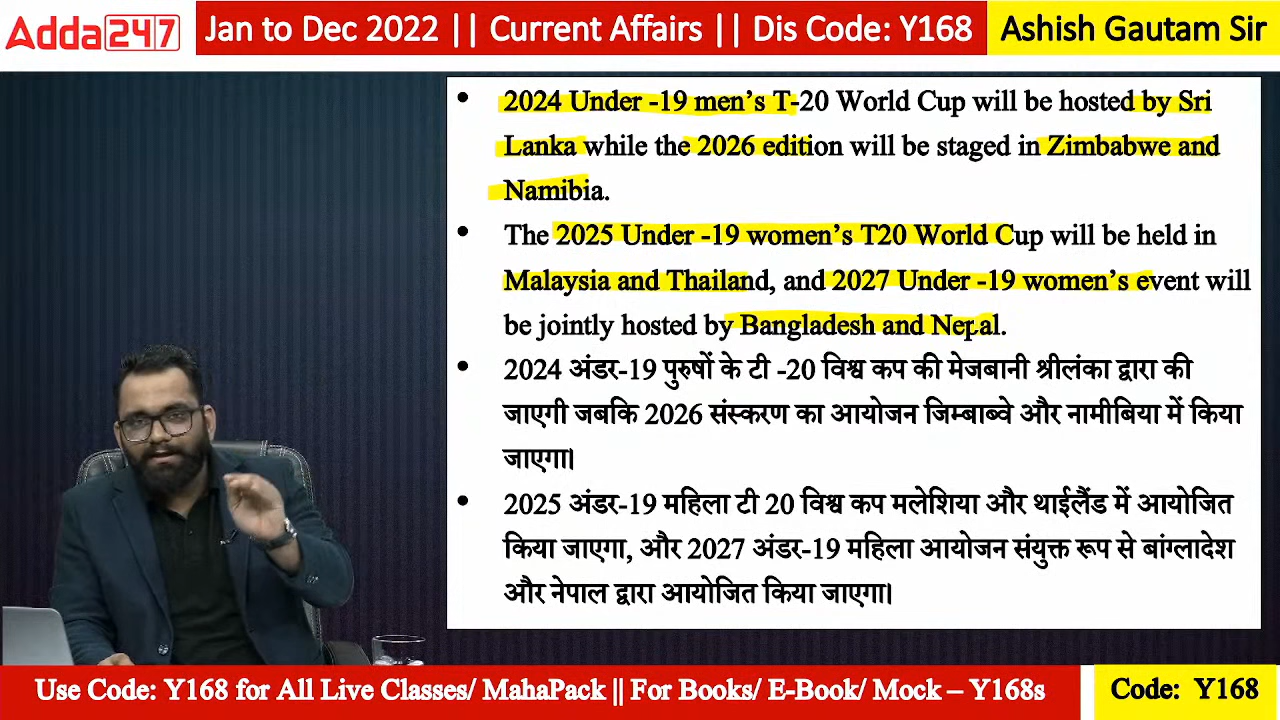 Adda247
Jan to Dec 2022 || Current Affairs || Dis Code: Y168
Ashish Gautam Sir
• 2024 Under -19 men's T-20 World Cup will be hosted by Sri
Lanka while the 2026 edition will be staged in Zimbabwe and
Namibia.
• The 2025 Under -19 women's T20 World Cup will be held in
Malaysia and Thailand, and 2027 Under -19 women's event will
be jointly hosted by Bangladesh and Nepal.
• 2024 अंडर-19 पुरुषों के टी -20 विश्व कप की मेजबानी श्रीलंका द्वारा की
जाएगी जबकि 2026 संस्करण का आयोजन जिम्बाब्वे और नामीबिया में किया
जाएगा।
• 2025 अंडर-19 महिला टी 20 विश्व कप मलेशिया और थाईलैंड में आयोजित
किया जाएगा, और 2027 अंडर-19 महिला आयोजन संयुक्त रूप से बांग्लादेश
और नेपाल द्वारा आयोजित किया जाएगा।
Use Code: Y168 for All Live Classes/ MahaPack || For Books/ E-Book/ Mock – Y168s
Code: Y168